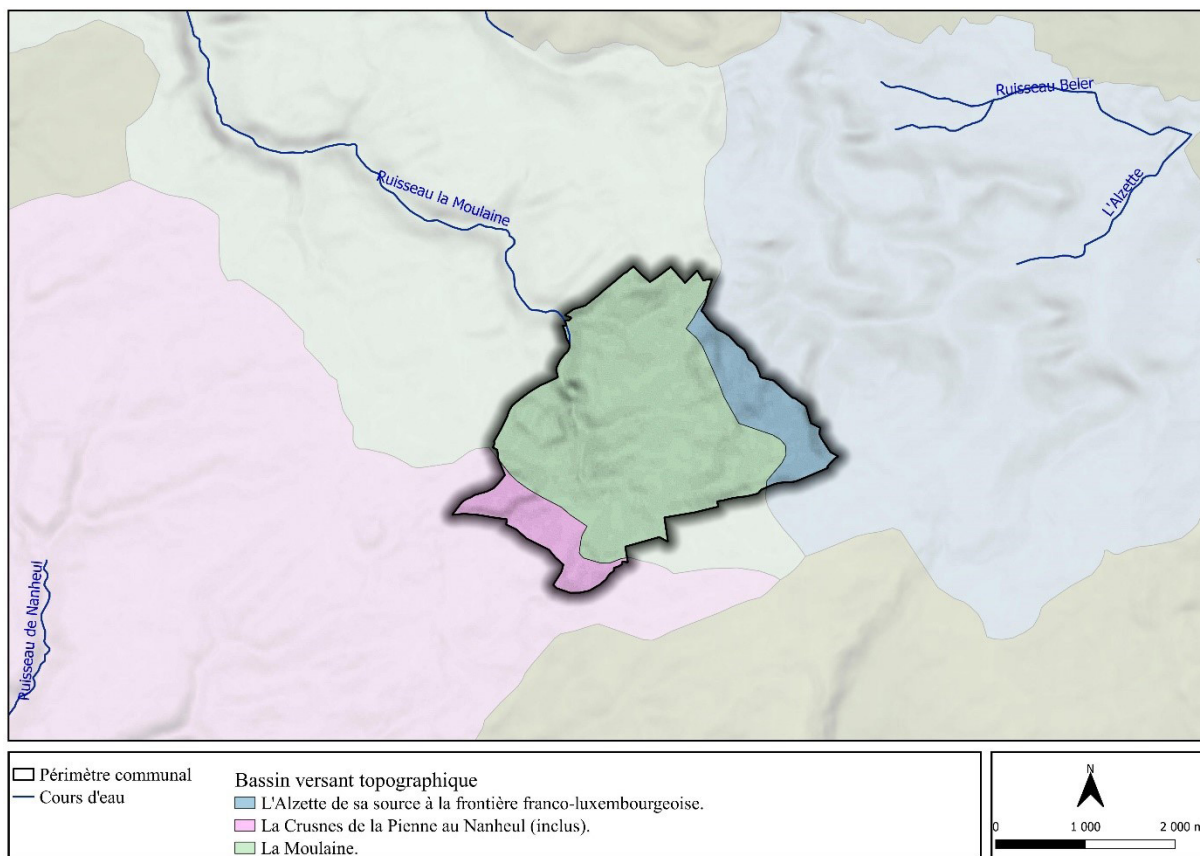 Ruisseau Beler
Ruisseau la Moulaine
L'Alzette
Ruisseau de Nanheul
Périmètre communal
Cours d'eau
Bassin versant topographique
L'Alzette de sa source à la frontière franco-luxembourgeoise.
La Crusnes de la Pienne au Nanheul (inclus).
La Moulaine.
N
0 1 000 2 000 m